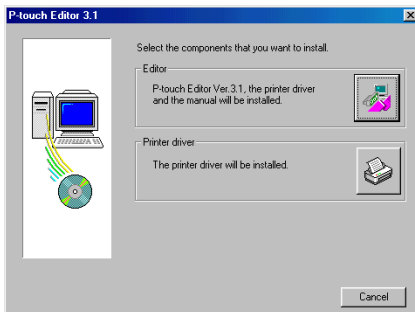 P-touch Editor 3.1
Select the components that you want to install.
Editor
P-touch Editor Ver.3.1, the printer driver
and the manual will be installed.
Printer driver
The printer driver will be installed.
Cancel